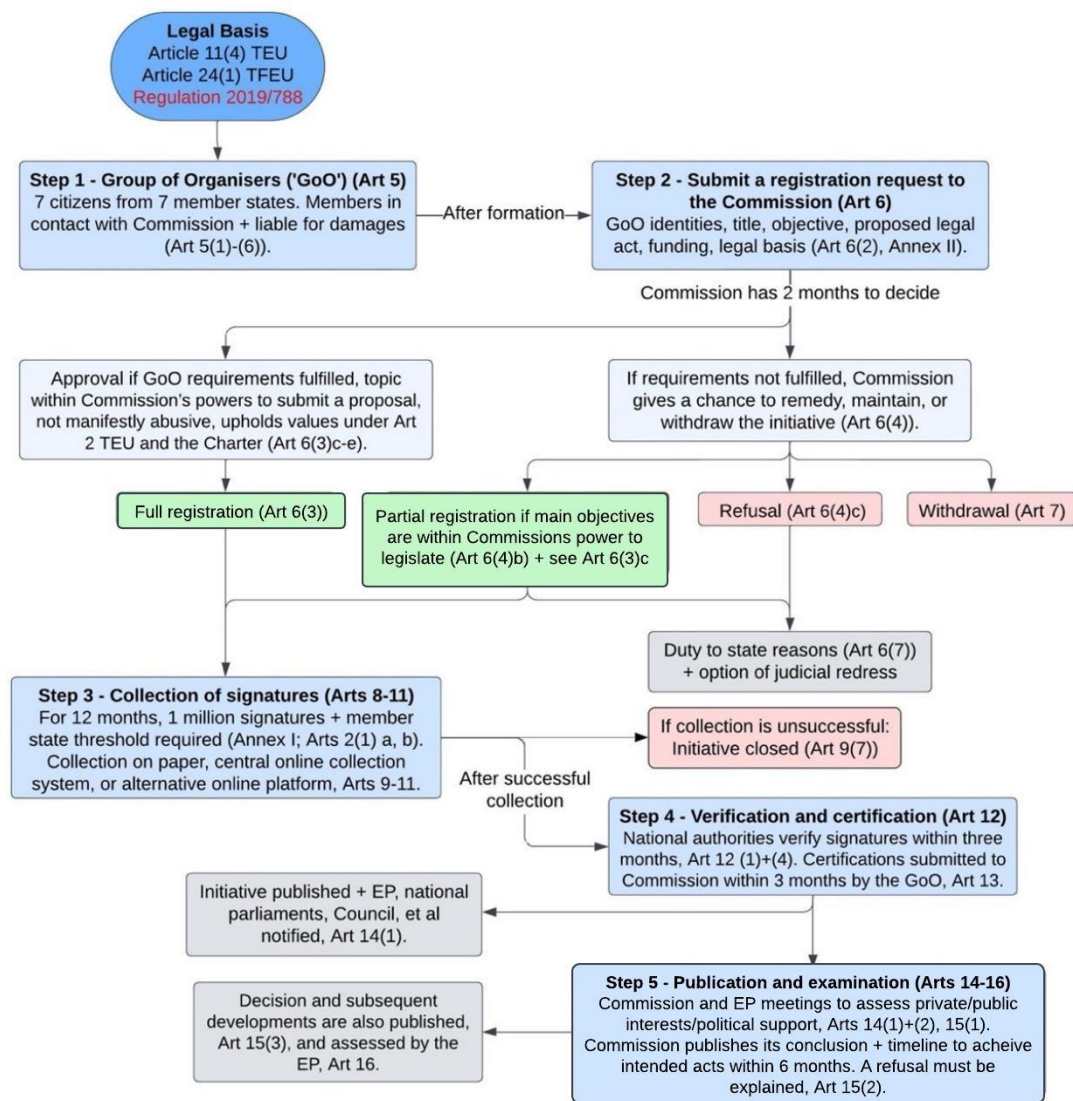 Legal Basis
Article 11(4) TEU
Article 24(1) TFEU
Regulation 2019/788
Step 1 - Group of Organisers ('GoO') (Art 5)
7 citizens from 7 member states. Members in
contact with Commission + liable for damages
(Art 5(1)-(6)).
After formation
Step 2 - Submit a registration request to
the Commission (Art 6)
GoO identities, title, objective, proposed legal
act, funding, legal basis (Art 6(2), Annex II).
Commission has 2 months to decide
Approval if GoO requirements fulfilled, topic
within Commission's powers to submit a proposal,
not manifestly abusive, upholds values under Art
2 TEU and the Charter (Art 6(3)c-e).
If requirements not fulfilled, Commission
gives a chance to remedy, maintain, or
withdraw the initiative (Art 6(4)).
Full registration (Art 6(3))
Partial registration if main objectives
are within Commissions power to
legislate (Art 6(4)b) + see Art 6(3)c
Refusal (Art 6(4)c)
Withdrawal (Art 7)
Duty to state reasons (Art 6(7))
+ option of judicial redress
Step 3 - Collection of signatures (Arts 8-11)
For 12 months, 1 million signatures + member
state threshold required (Annex I; Arts 2(1) a, b).
Collection on paper, central online collection
system, or alternative online platform, Arts 9-11.
If collection is unsuccessful:
Initiative closed (Art 9(7))
After successful
collection
Step 4 - Verification and certification (Art 12)
National authorities verify signatures within three
months, Art 12 (1)+(4). Certifications submitted to
Commission within 3 months by the GoO, Art 13.
Initiative published + EP, national
parliaments, Council, et al
notified, Art 14(1).
Step 5 - Publication and examination (Arts 14-16)
Commission and EP meetings to assess private/public
interests/political support, Arts 14(1)+(2), 15(1).
Commission publishes its conclusion + timeline to acheive
intended acts within 6 months. A refusal must be
explained, Art 15(2).
Decision and subsequent
developments are also published,
Art 15(3), and assessed by the
EP, Art 16.